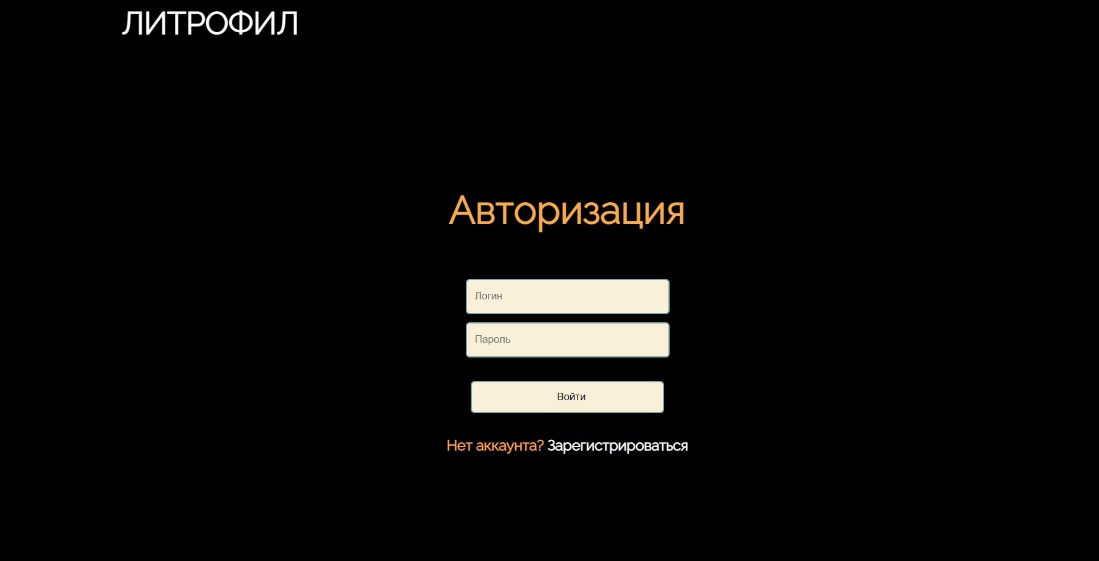 ЛИТРОФИЛ
Авторизация
Логин
Пароль
Войти
Нет аккаунта? Зарегистрироваться